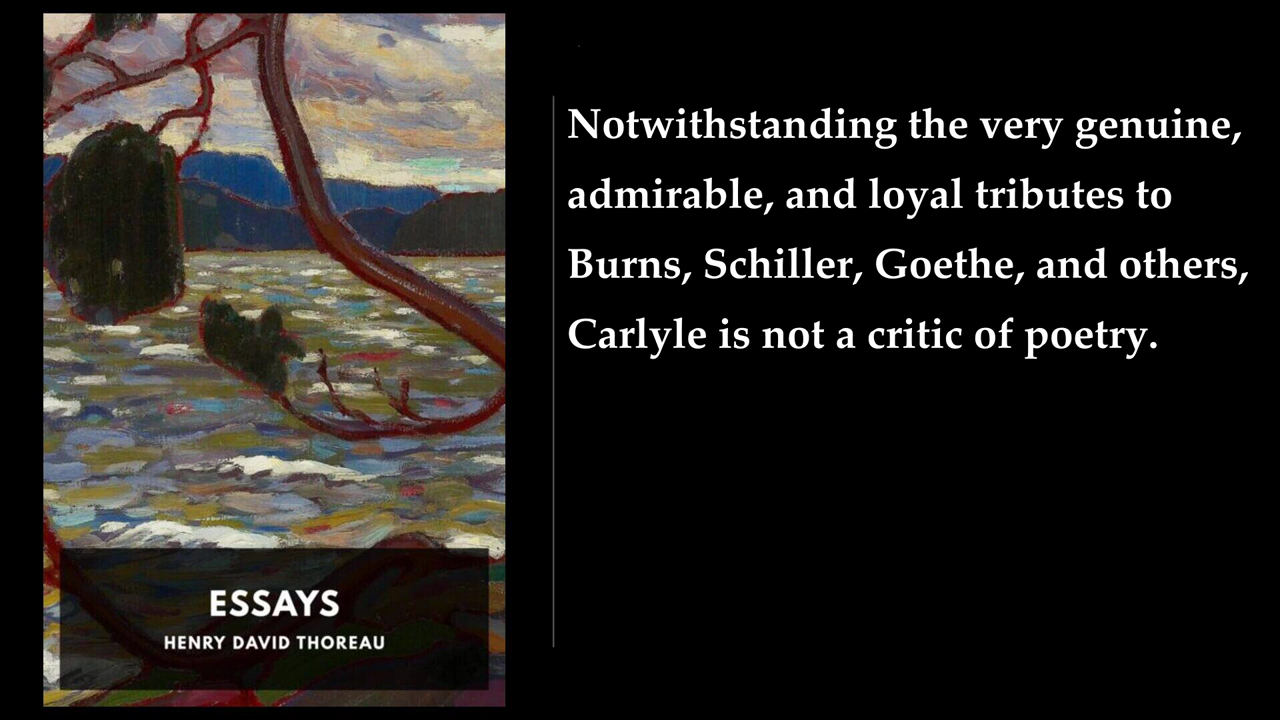 ESSAYS
HENRY DAVID THOREAU
Notwithstanding the very genuine,
admirable, and loyal tributes to
Burns, Schiller, Goethe, and others,
Carlyle is not a critic of poetry.